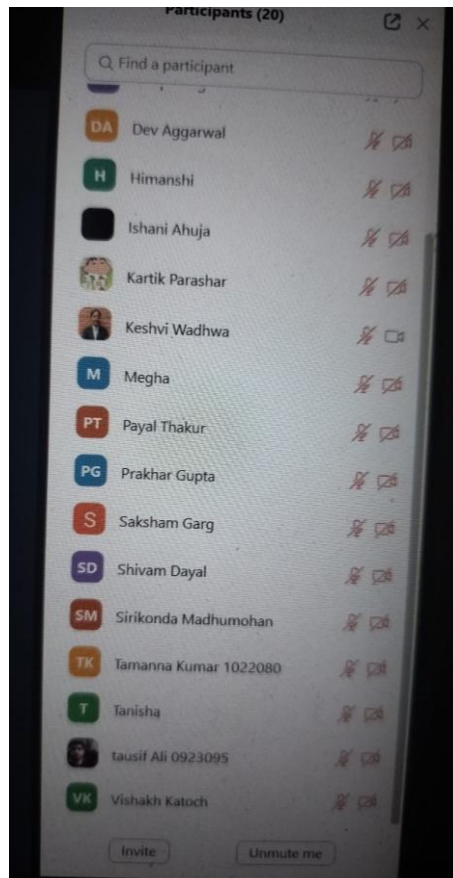 Participants (20)
Find a participant
DA Dev Aggarwal
H Himanshi
Ishani Ahuja
Kartik Parashar
Keshvi Wadhwa
M Megha
PT Payal Thakur
PG Prakhar Gupta
S Saksham Garg
SD Shivam Dayal
SM Sirikonda Madhumohan
TK Tamanna Kumar 1022080
T Tanisha
tausif Ali 0923095
VK Vishakh Katoch
Invite Unmute me